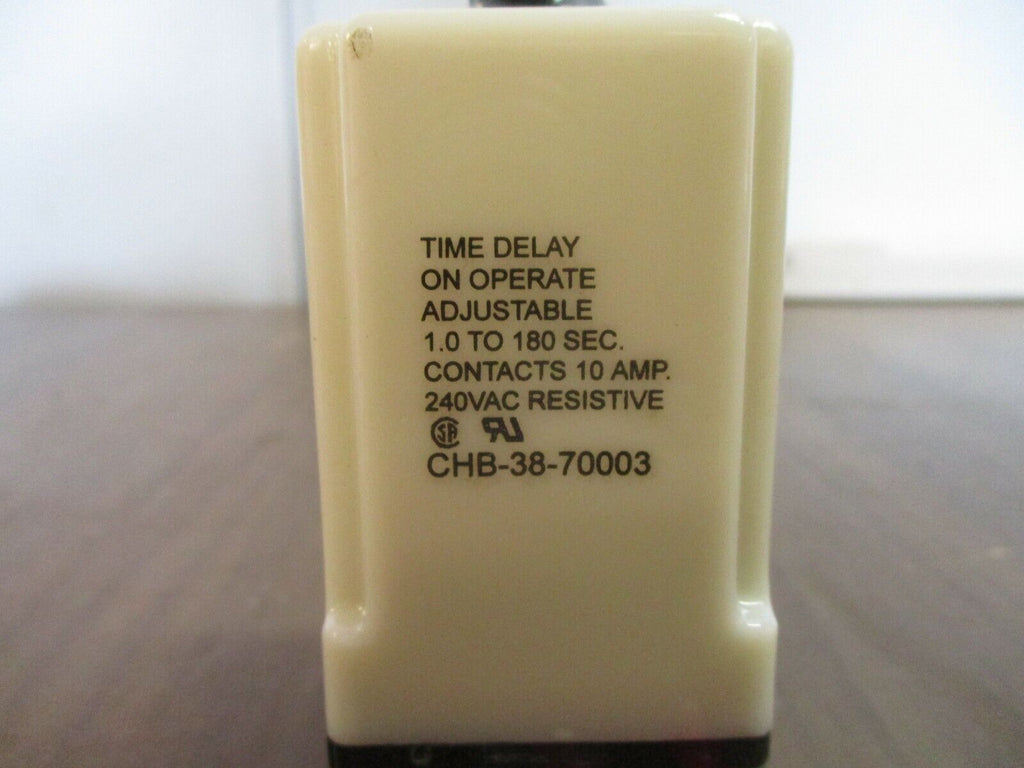 TIME DELAY
ON OPERATE
ADJUSTABLE
1.0 TO 180 SEC.
CONTACTS 10 AMP.
240VAC RESISTIVE
CHB-38-70003